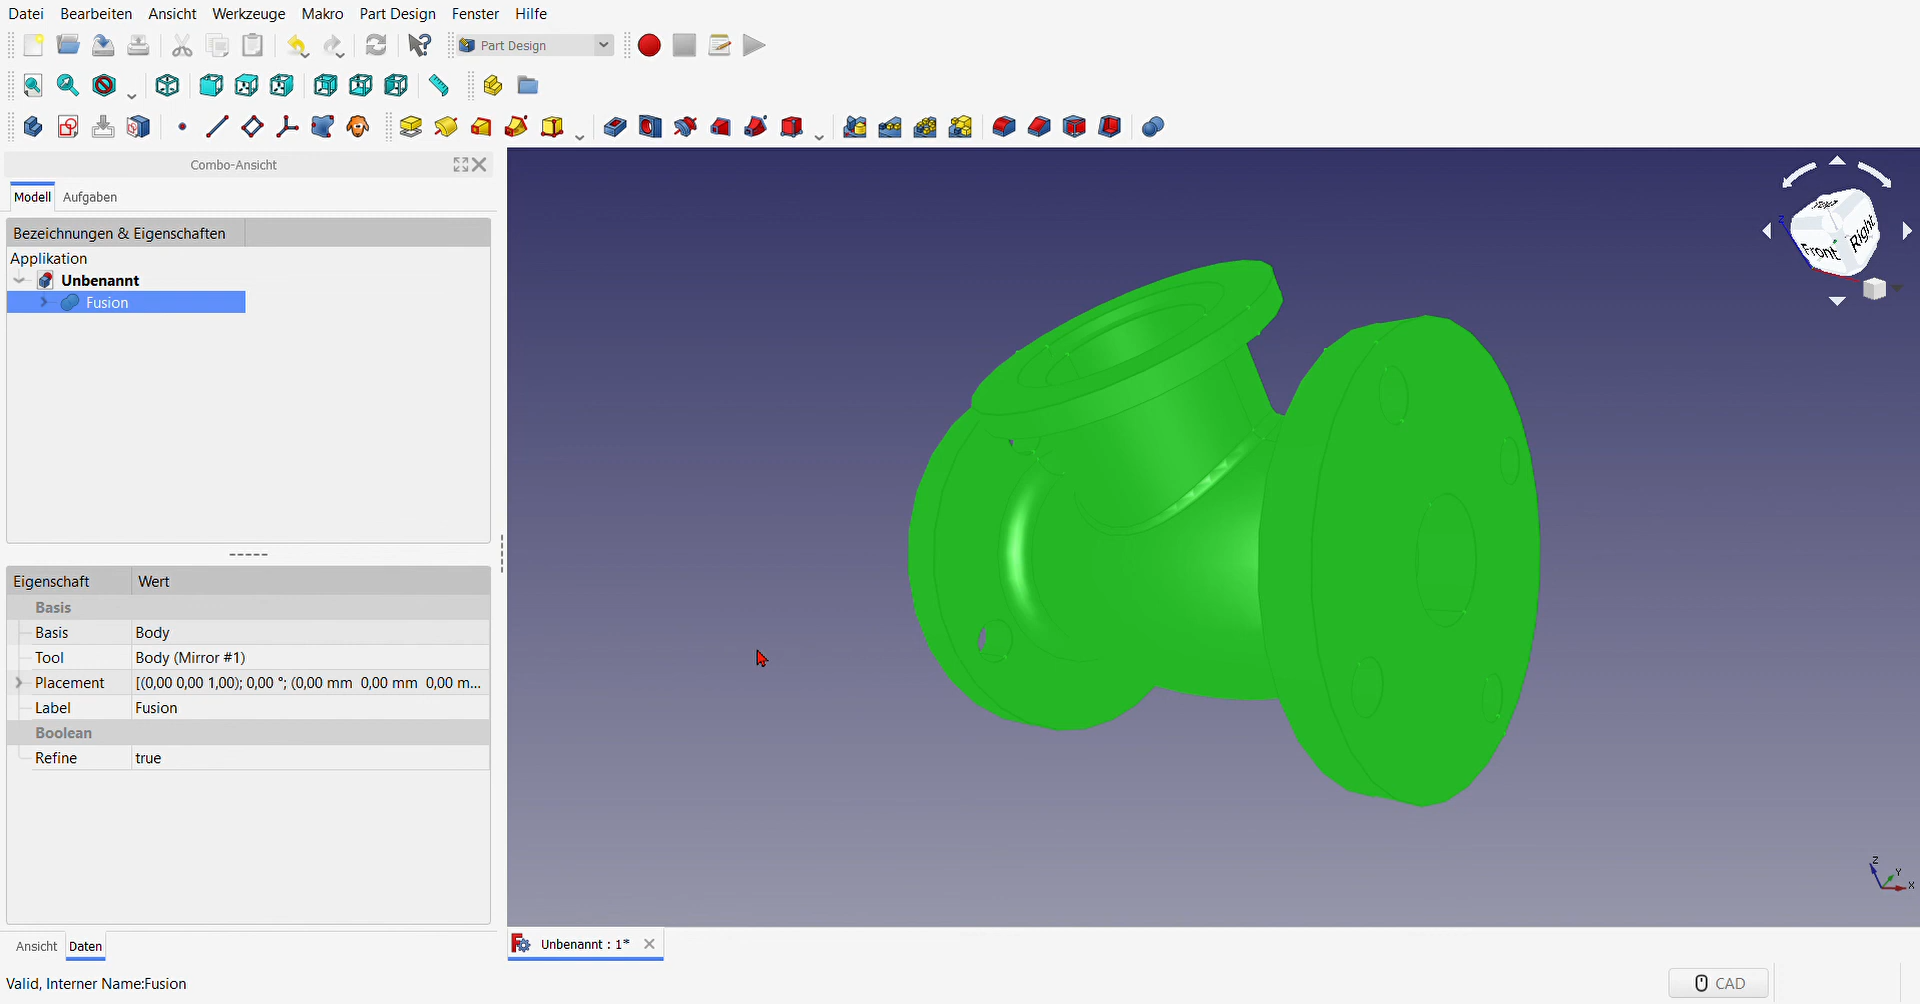 Datei Bearbeiten Ansicht Werkzeuge Makro Part Design Fenster Hilfe
Part Design
Combo-Ansicht
Modell Aufgaben
Bezeichnungen & Eigenschaften
Applikation
Unbenannt
Fusion
Eigenschaft Wert
Basis
Basis Body
Tool Body (Mirror #1)
Placement [(0,00 0,00 1,00); 0,00 °; (0,00 mm 0,00 mm 0,00 m...
Label Fusion
Boolean
Refine true
Ansicht Daten
Front Right
Z
Z Y X
Unbenannt : 1*
Valid, Interner Name:Fusion
CAD